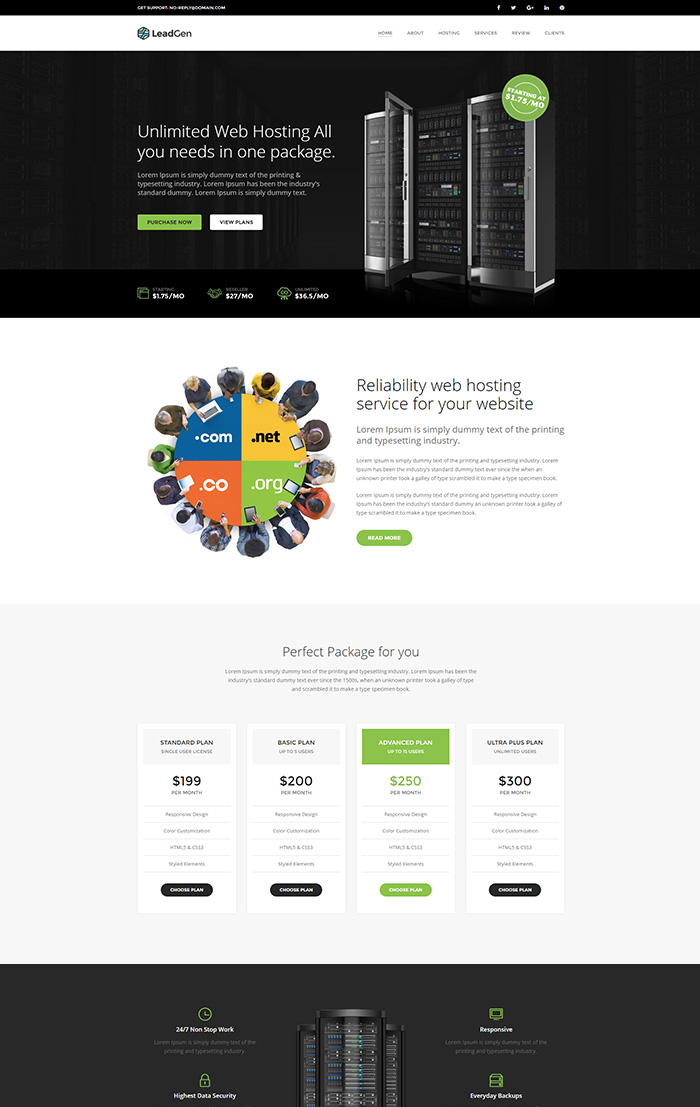 GET SUPPORT: NO-REPLY@DOMAIN.COM
LeadGen
HOME ABOUT HOSTING SERVICES REVIEW CLIENTS
STARTING AT
$1.75/MO
Unlimited Web Hosting All
you needs in one package.
Lorem Ipsum is simply dummy text of the printing &
typesetting industry. Lorem Ipsum has been the industry's
standard dummy. Lorem Ipsum is simply dummy text.
PURCHASE NOW VIEW PLANS
STARTING RESELLER UNLIMITED
$1.75/MO $27/MO $36.5/MO
.com .net
.co .org
Reliability web hosting
service for your website
Lorem Ipsum is simply dummy text of the printing
and typesetting industry.
Lorem Ipsum is simply dummy text of the printing and typesetting industry. Lorem
Ipsum has been the industry's standard dummy text ever since the when an
unknown printer took a galley of type and scrambled it to make a type specimen book.
Lorem Ipsum is simply dummy text of the printing and typesetting industry. Lorem
Ipsum has been the industry's standard dummy. unknown printer took a galley of
type and scrambled it to make a type specimen book.
READ MORE
Perfect Package for you
Lorem Ipsum is simply dummy text of the printing and typesetting industry. Lorem Ipsum has been the
industry's standard dummy text ever since the 1500s, when an unknown printer took a galley of type
and scrambled it to make a type specimen book.
STANDARD PLAN BASIC PLAN ADVANCED PLAN ULTRA PLUS PLAN
SINGLE USER LICENSE UP TO 5 USERS UP TO 15 USERS UNLIMITED USERS
$199 $200 $250 $300
PER MONTH PER MONTH PER MONTH PER MONTH
Responsive Design Responsive Design Responsive Design Responsive Design
Color Customization Color Customization Color Customization Color Customization
HTML5 & CSS3 HTML5 & CSS3 HTML5 & CSS3 HTML5 & CSS3
Styled Elements Styled Elements Styled Elements Styled Elements
CHOOSE PLAN CHOOSE PLAN CHOOSE PLAN CHOOSE PLAN
24/7 Non Stop Work Responsive
Lorem Ipsum is simply dummy text of the Lorem Ipsum is simply dummy text of the
printing and typesetting industry. printing and typesetting industry.
Highest Data Security Everyday Backups